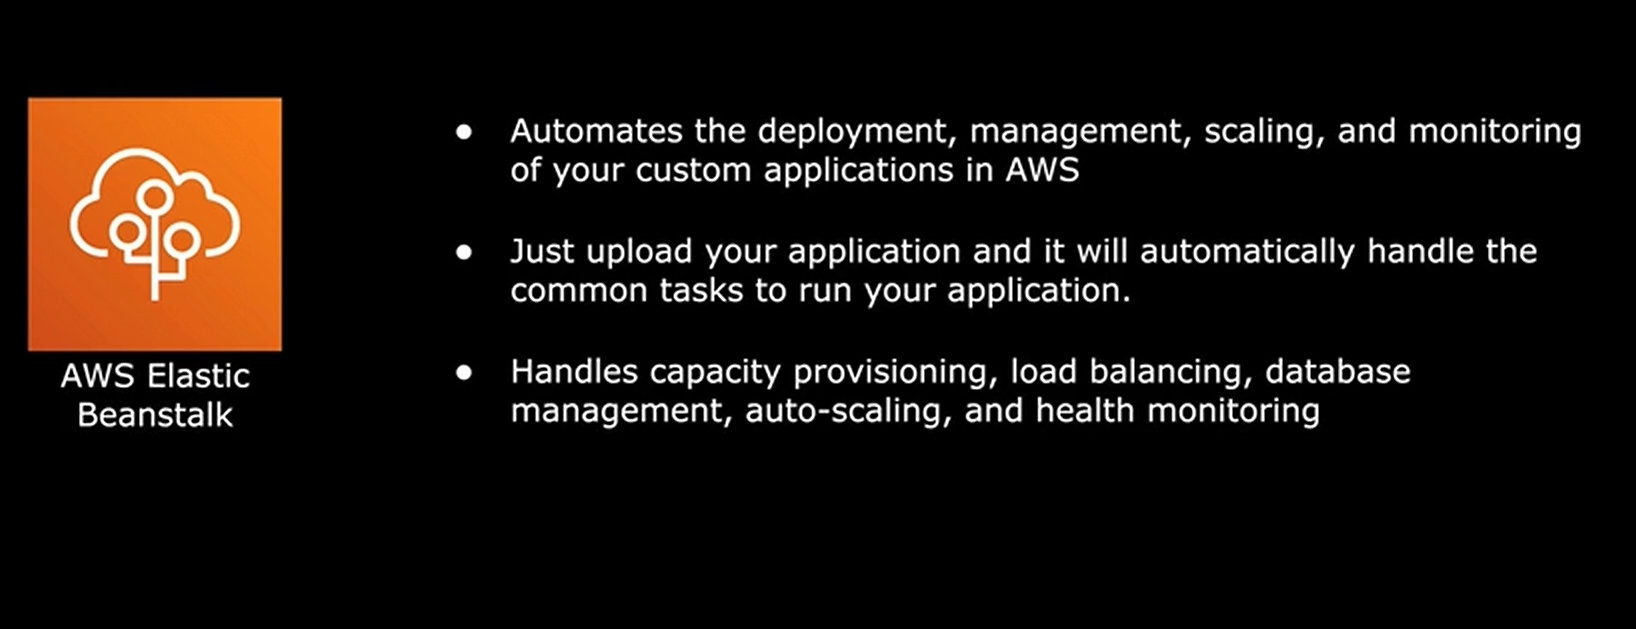 AWS Elastic
Beanstalk
● Automates the deployment, management, scaling, and monitoring
of your custom applications in AWS
● Just upload your application and it will automatically handle the
common tasks to run your application.
● Handles capacity provisioning, load balancing, database
management, auto-scaling, and health monitoring